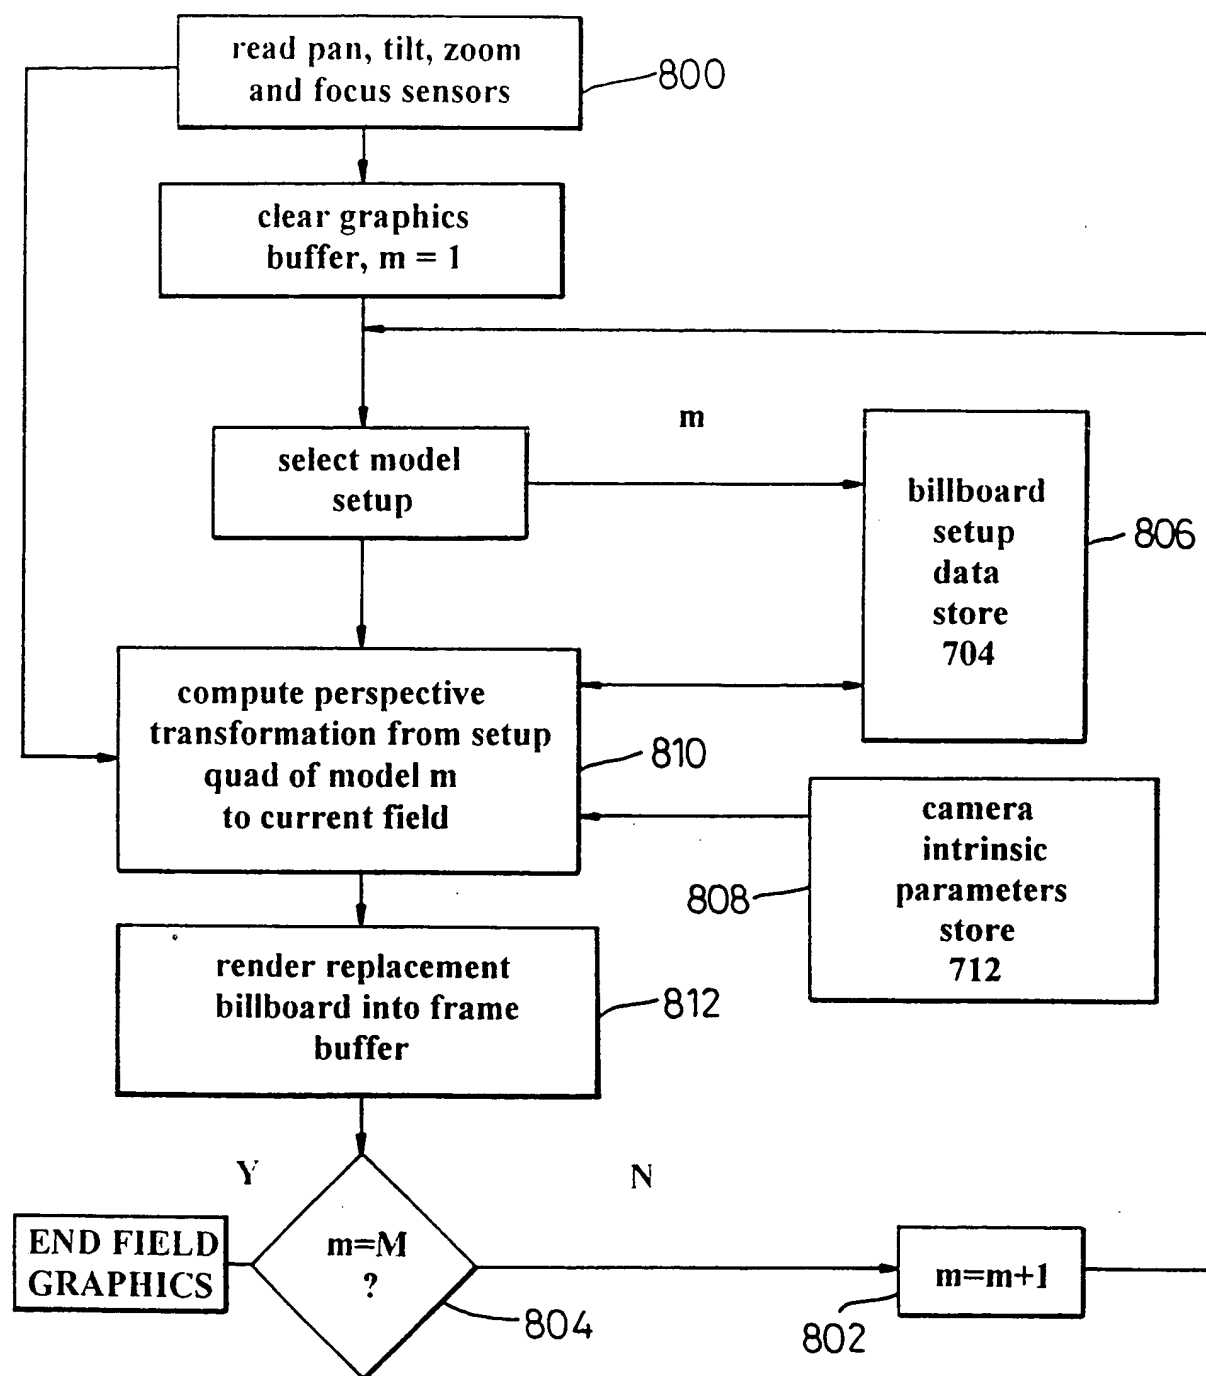 read pan, tilt, zoom
and focus sensors
800
clear graphics
buffer, m = 1
m
select model
setup
billboard
setup
data
store
704
806
compute perspective
transformation from setup
quad of model m
to current field
810
camera
intrinsic
parameters
store
712
808
render replacement
billboard into frame
buffer
812
Y
N
END FIELD
GRAPHICS
m=M
?
804
m=m+1
802